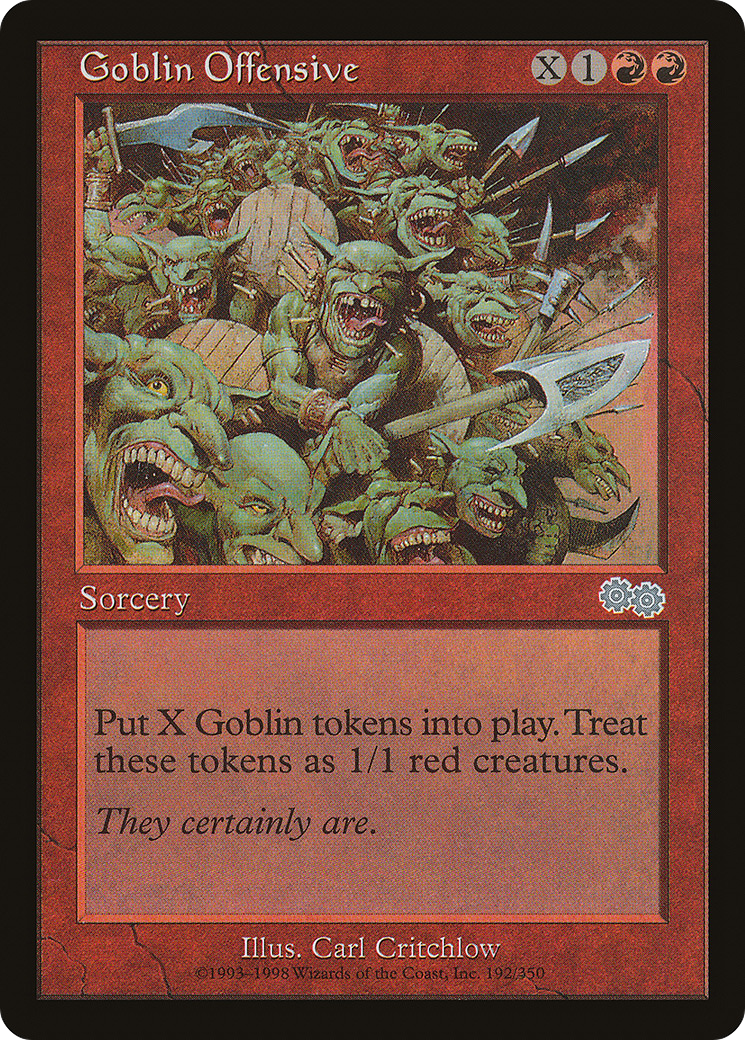 Goblin Offensive
X 1
Sorcery
Put X Goblin tokens into play. Treat
these tokens as 1/1 red creatures.
They certainly are.
Illus. Carl Critchlow
©1993–1998 Wizards of the Coast, Inc. 192/350